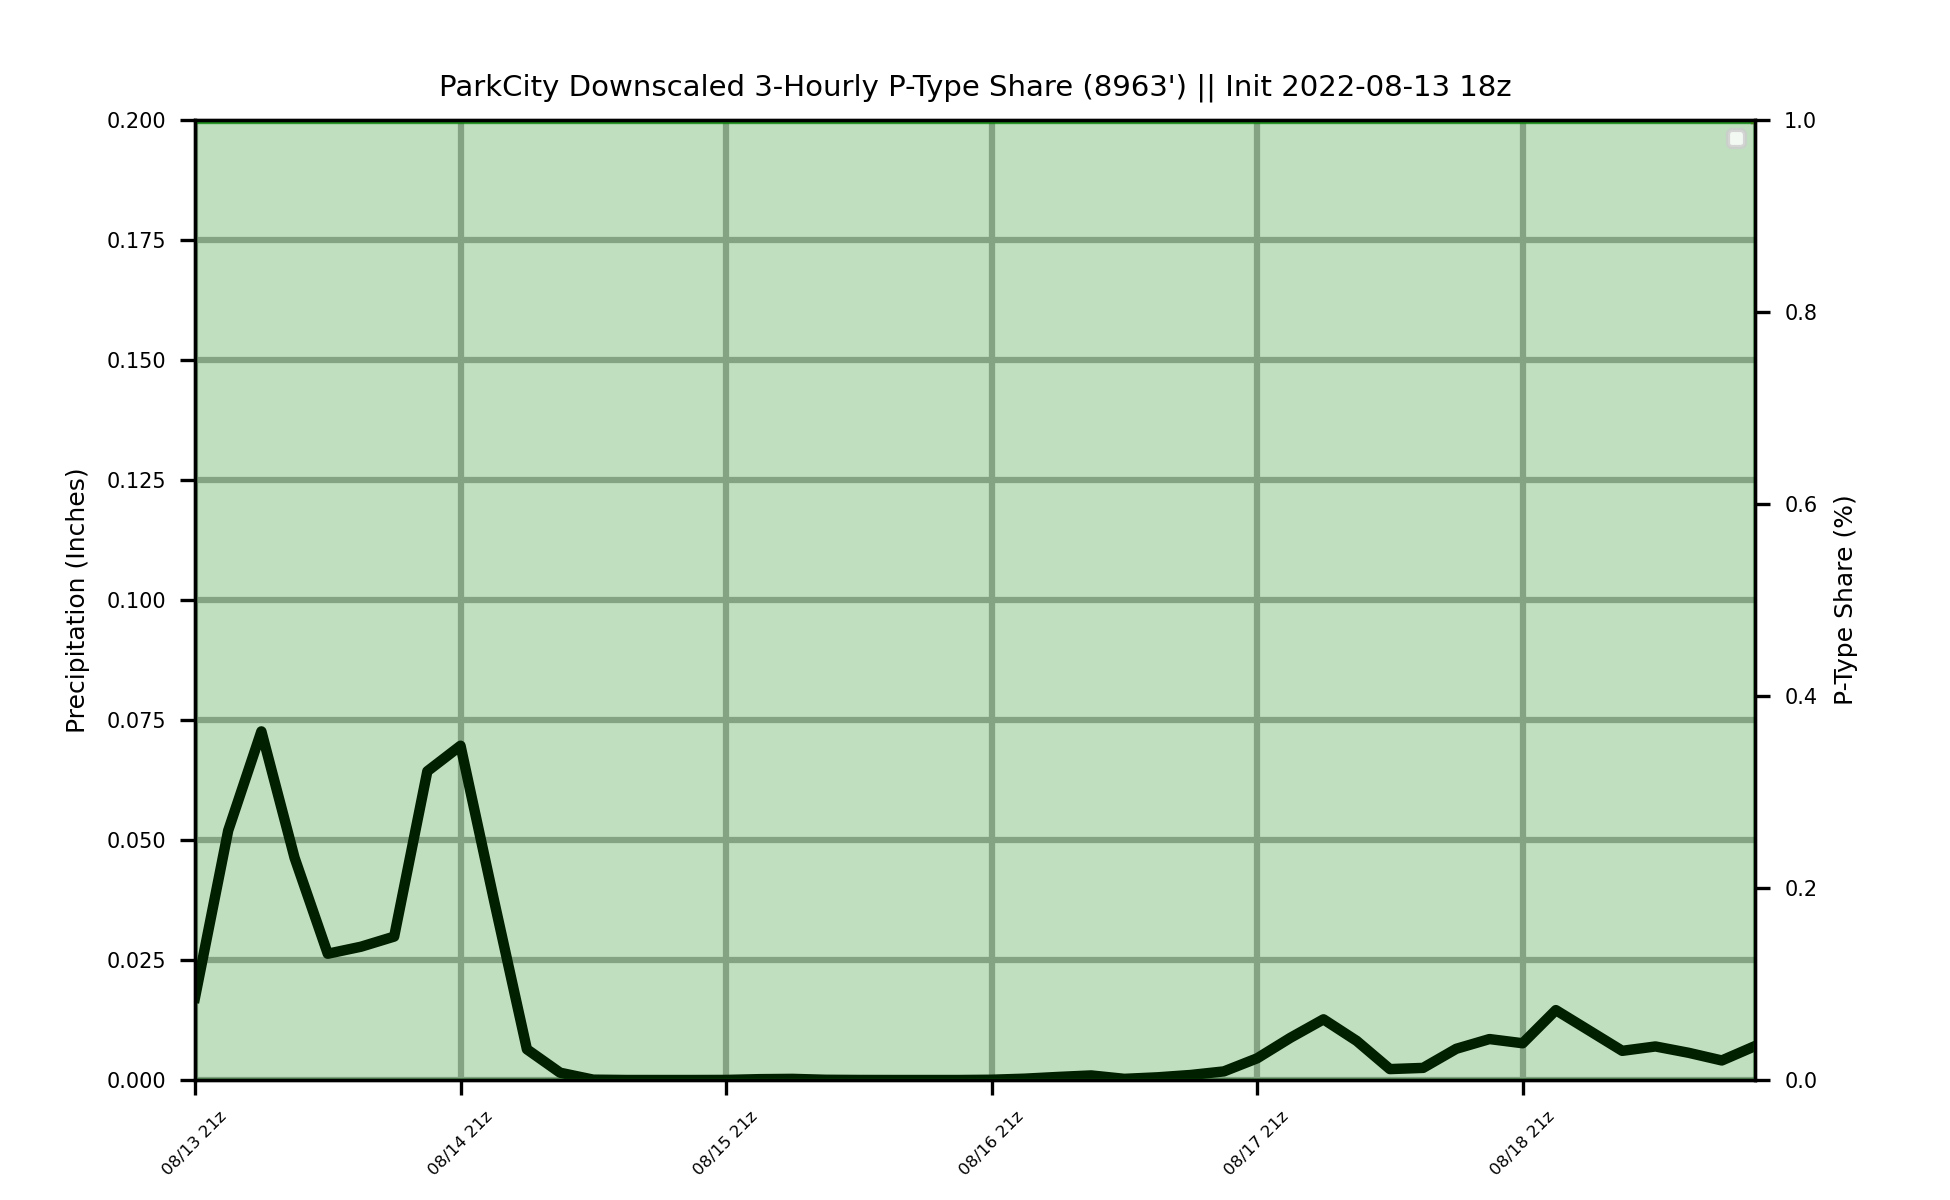 ParkCity Downscaled 3-Hourly P-Type Share (8963') || Init 2022-08-13 18z
0.200
0.175
0.150
0.125
0.100
0.075
0.050
0.025
0.000
Precipitation (Inches)
1.0
0.8
0.6
0.4
0.2
0.0
P-Type Share (%)
08/13 21z
08/14 21z
08/15 21z
08/16 21z
08/17 21z
08/18 21z